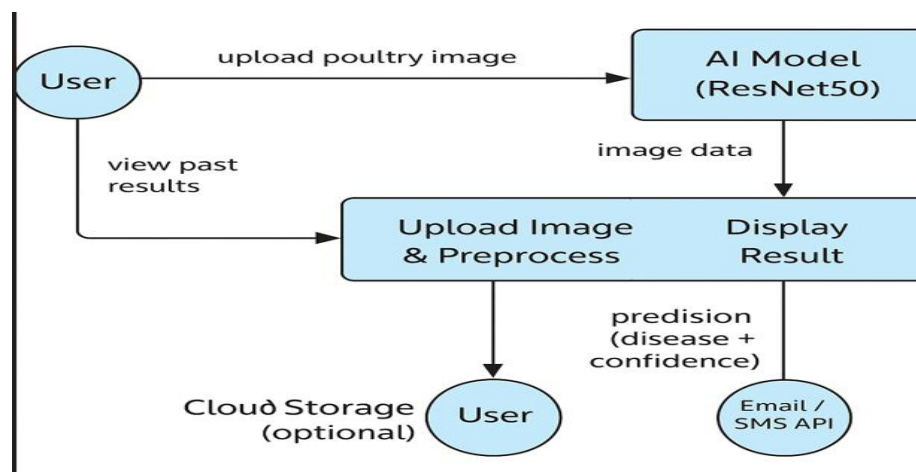 User
upload poultry image
AI Model
(ResNet50)
view past
results
image data
Upload Image
& Preprocess
Display
Result
predision
(disease +
confidence)
Cloud Storage
(optional)
User
Email /
SMS API